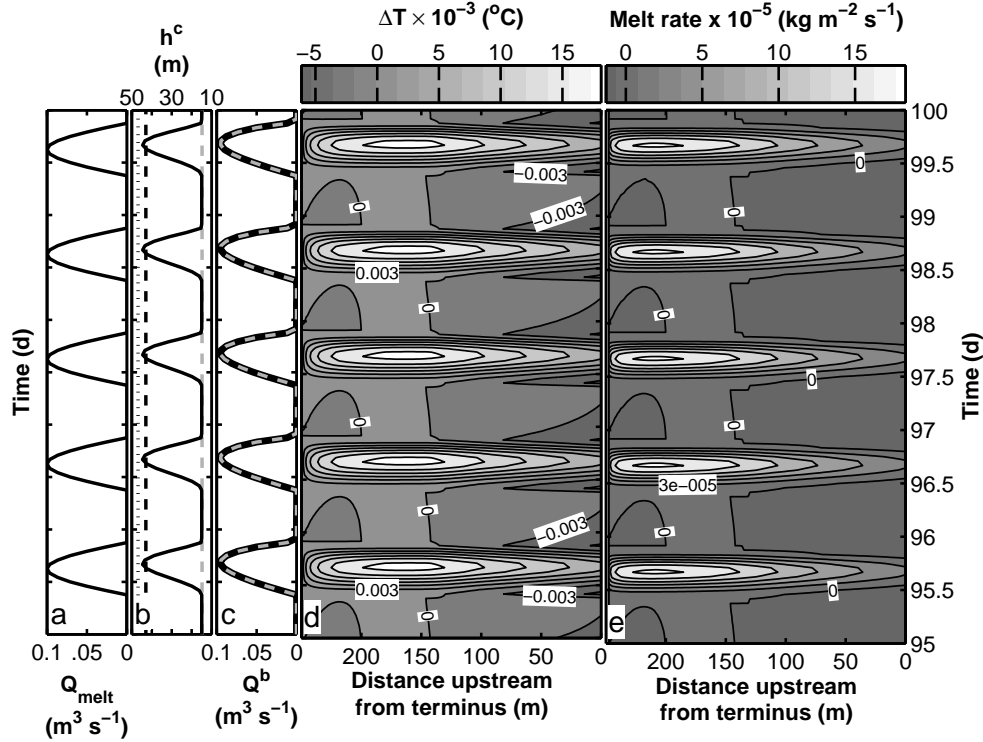 ΔT × 10⁻³ (°C)
Melt rate x 10⁻⁵ (kg m⁻² s⁻¹)
hᶜ
(m)
−5 0 5 10 15
0 5 10 15
50 30 10
100
99.5
99
98.5
98
97.5
97
96.5
96
95.5
95
Time (d)
Time (d)
−0.003
0
−0.003
0.003
0
0
0
−0.003
0.003
−0.003
0
0
0
0
0
0
3e−005
0
0
a
b
c
d
e
0.1 .05 0
0.1 .05 0
200 150 100 50 0
200 150 100 50 0
Q_melt
(m³ s⁻¹)
Qᵇ
(m³ s⁻¹)
Distance upstream
from terminus (m)
Distance upstream
from terminus (m)